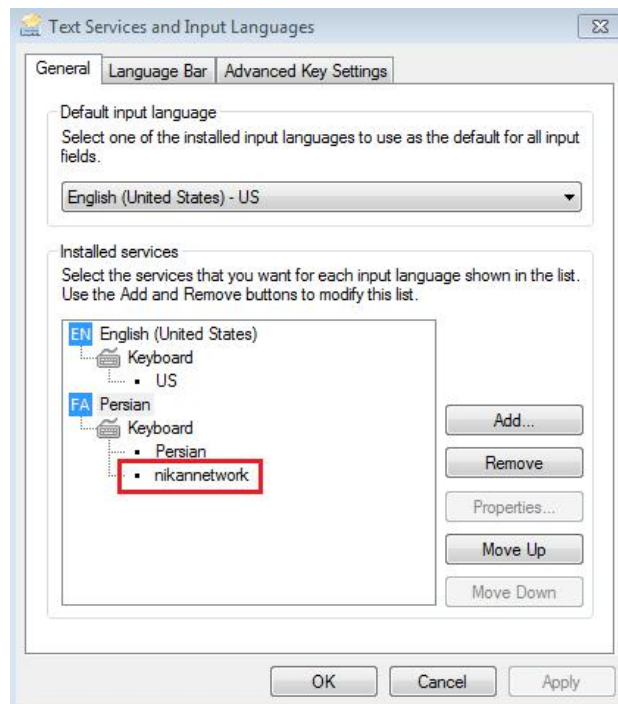 Text Services and Input Languages
General
Language Bar
Advanced Key Settings
Default input language
Select one of the installed input languages to use as the default for all input
fields.
English (United States) - US
Installed services
Select the services that you want for each input language shown in the list.
Use the Add and Remove buttons to modify this list.
EN English (United States)
Keyboard
US
FA Persian
Keyboard
Persian
nikannetwork
Add...
Remove
Properties...
Move Up
Move Down
OK
Cancel
Apply